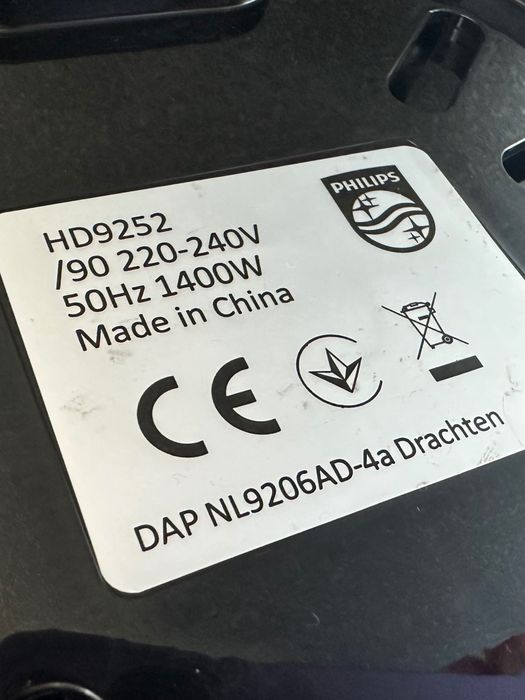 PHILIPS
HD9252
/90 220-240V
50Hz 1400W
Made in China
CE
DAP NL9206AD-4a Drachten